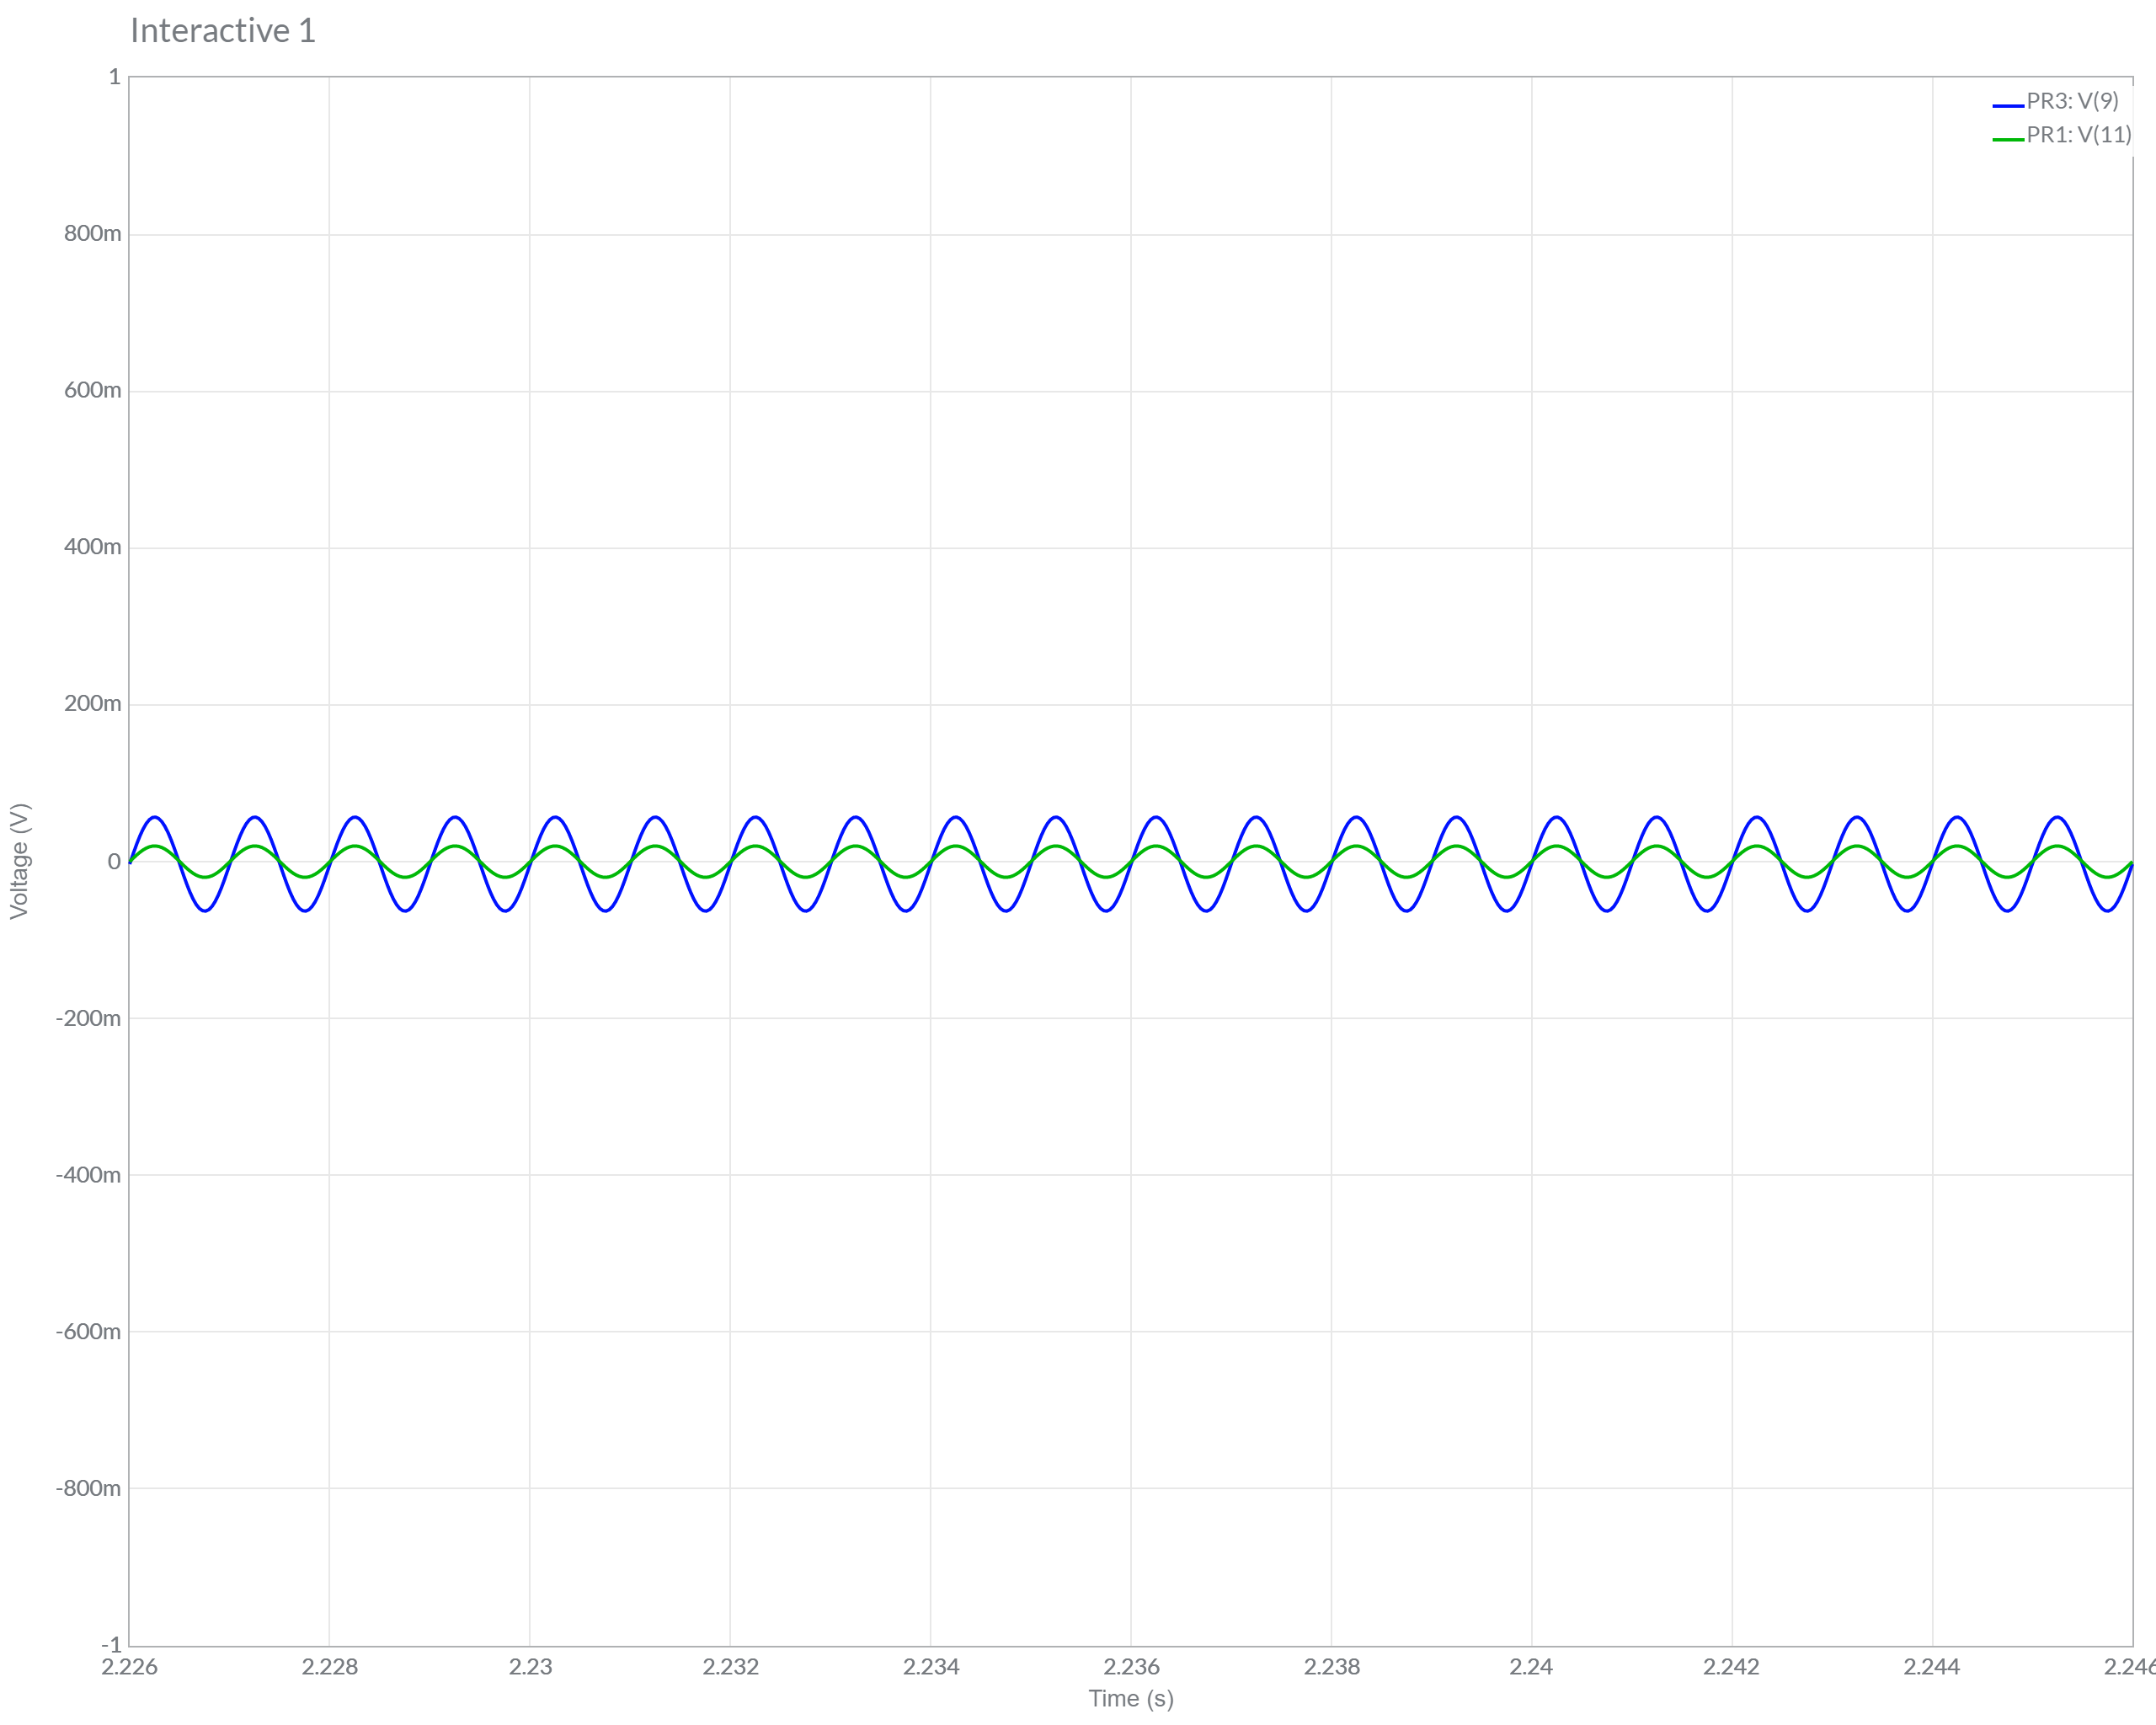 Interactive 1
1
PR3: V(9)
PR1: V(11)
800m
600m
400m
200m
0
-200m
-400m
-600m
-800m
-1
Voltage (V)
2.226 2.228 2.23 2.232 2.234 2.236 2.238 2.24 2.242 2.244 2.246
Time (s)